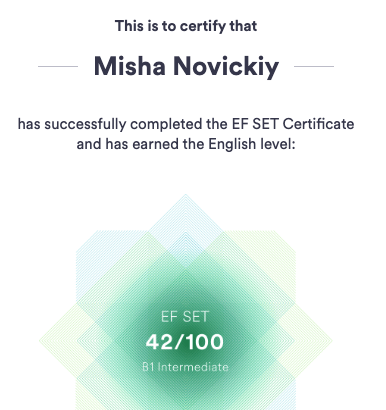 This is to certify that
Misha Novickiy
has successfully completed the EF SET Certificate
and has earned the English level:
EF SET
42/100
B1 Intermediate